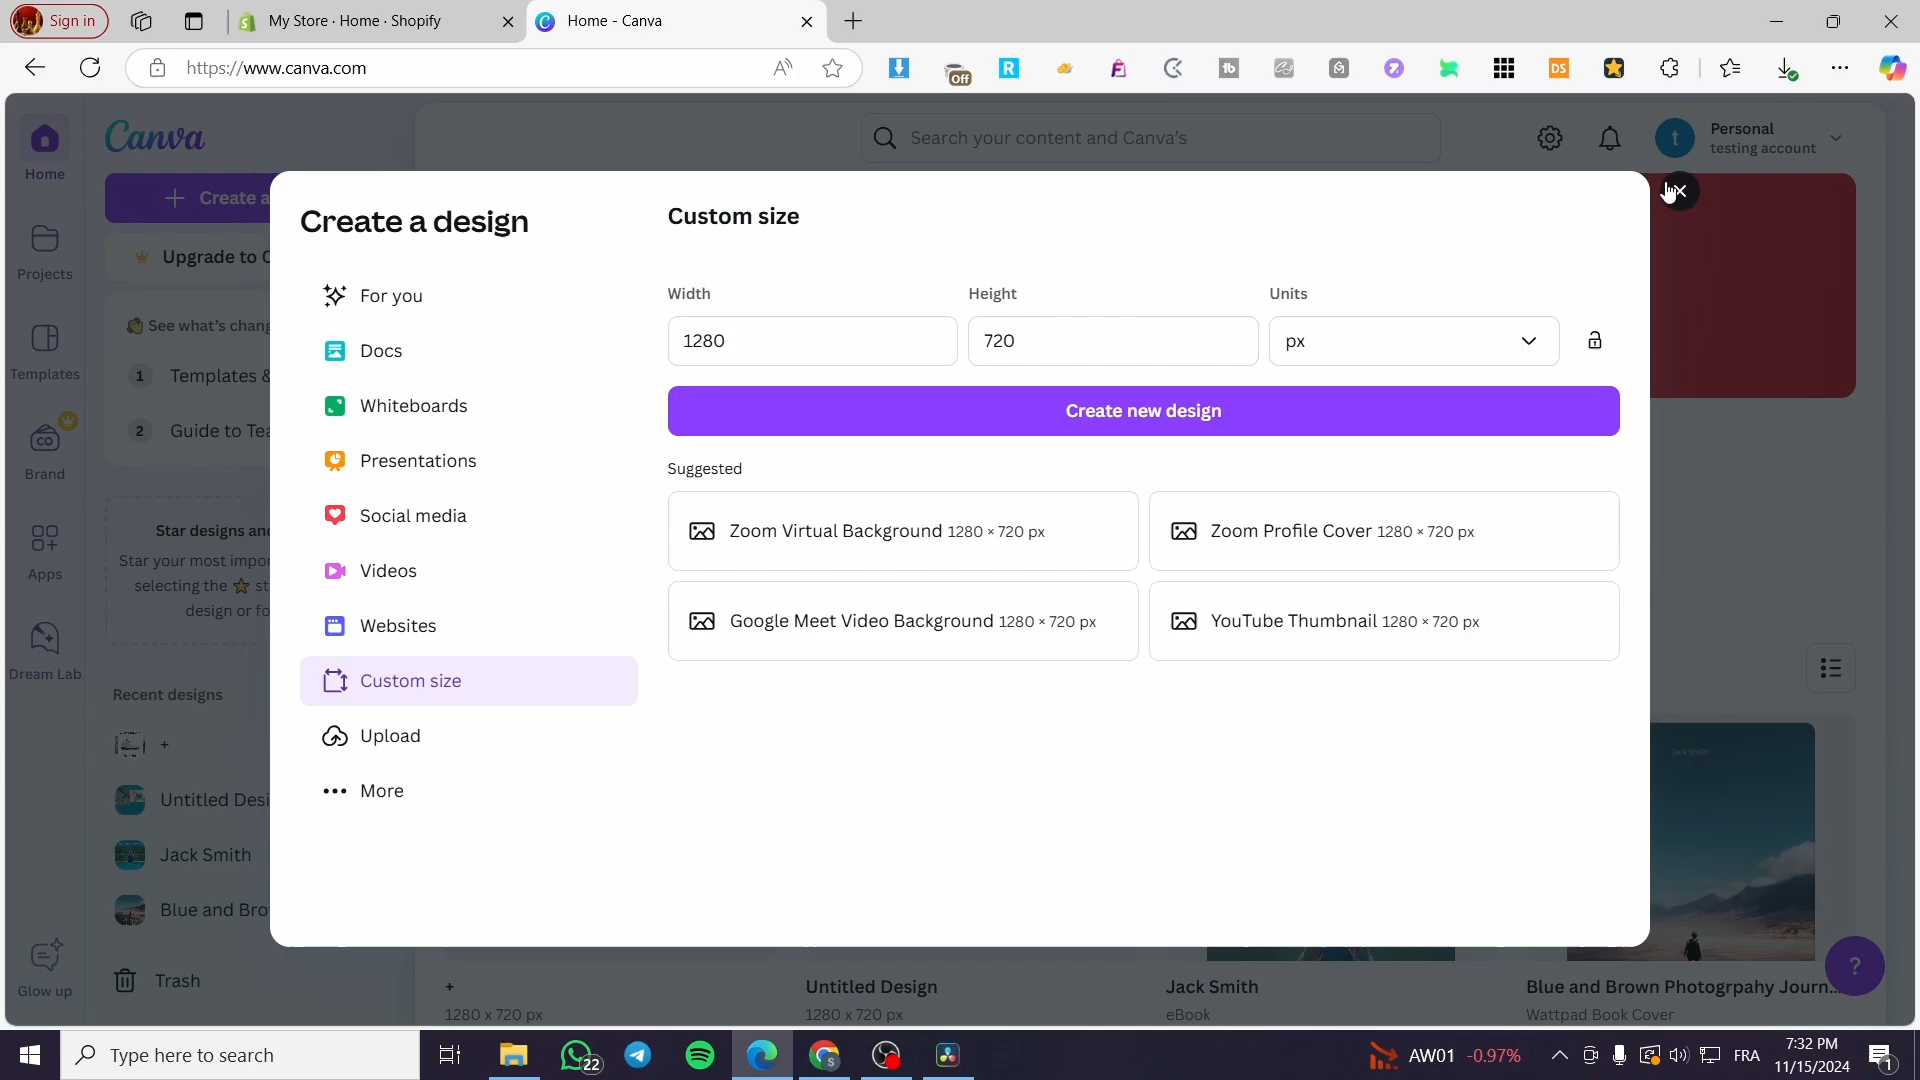 Sign in
My Store · Home · Shopify
Home - Canva
https://www.canva.com
Off
tb
DS
Canva
Search your content and Canva's
t
Personal
testing account
Home
Projects
Templates
Brand
Apps
Dream Lab
Glow up
Create a
Upgrade to C
See what's chang
1 Templates &
2 Guide to Tea
Star designs and
Star your most impor
selecting the
design or fo
Recent designs
+
Untitled Desi
Jack Smith
Blue and Bro
Trash
Create a design
For you
Docs
Whiteboards
Presentations
Social media
Videos
Websites
Custom size
Upload
More
Custom size
Width
Height
Units
1280
720
px
Create new design
Suggested
Zoom Virtual Background 1280 × 720 px
Zoom Profile Cover 1280 × 720 px
Google Meet Video Background 1280 × 720 px
YouTube Thumbnail 1280 × 720 px
Jack Smith
?
+
1280 x 720 px
Untitled Design
1280 x 720 px
Jack Smith
eBook
Blue and Brown Photogrpahy Journ...
Wattpad Book Cover
Type here to search
22
AW01 -0.97%
FRA
7:32 PM
11/15/2024
1